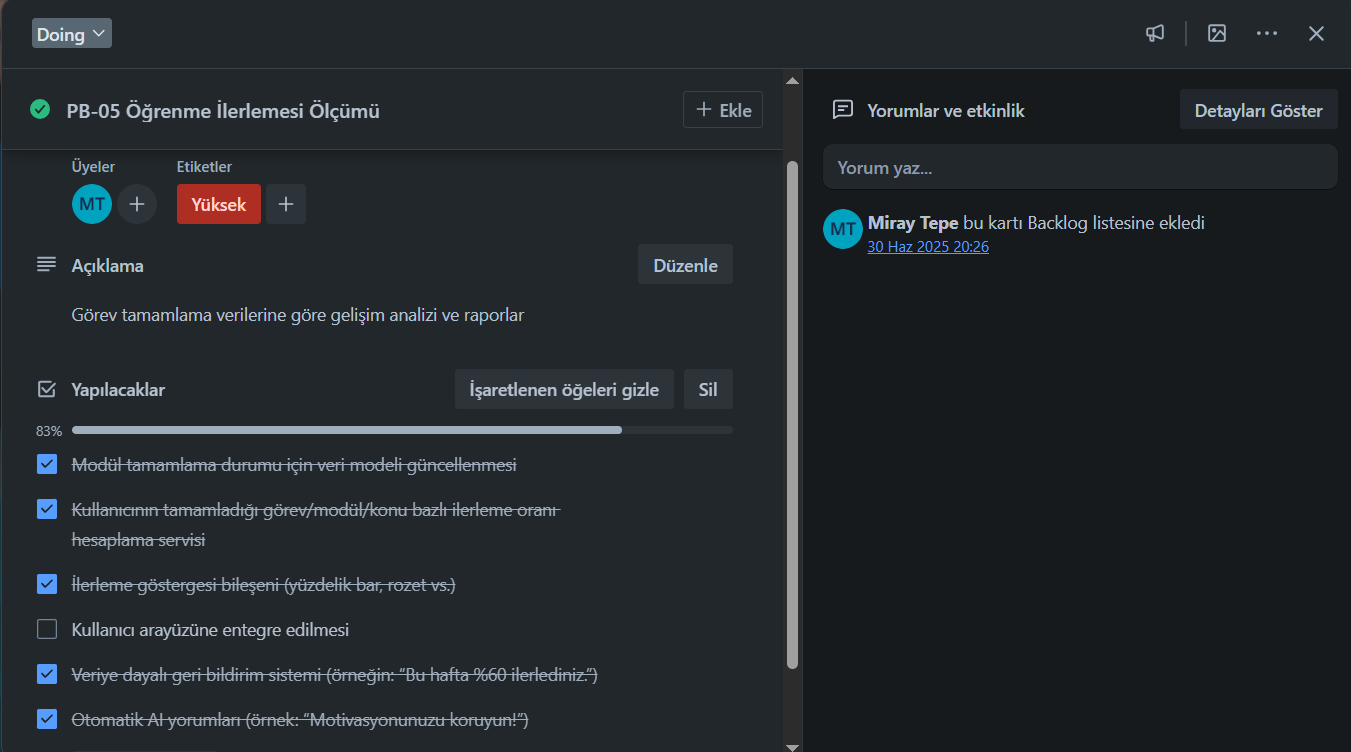 Doing
PB-05 Öğrenme İlerlemesi Ölçümü
Ekle
Üyeler
Etiketler
MT
Yüksek
Açıklama
Düzenle
Görev tamamlama verilerine göre gelişim analizi ve raporlar
Yapılacaklar
İşaretlenen öğeleri gizle
Sil
83%
Modül tamamlama durumu için veri modeli güncellenmesi
Kullanıcının tamamladığı görev/modül/konu bazlı ilerleme oranı
hesaplama servisi
İlerleme göstergesi bileşeni (yüzdelik bar, rozet vs.)
Kullanıcı arayüzüne entegre edilmesi
Veriye dayalı geri bildirim sistemi (örneğin: “Bu hafta %60 ilerlediniz.”)
Otomatik AI yorumları (örnek: “Motivasyonunuzu koruyun!”)
Yorumlar ve etkinlik
Detayları Göster
Yorum yaz...
MT
Miray Tepe bu kartı Backlog listesine ekledi
30 Haz 2025 20:26